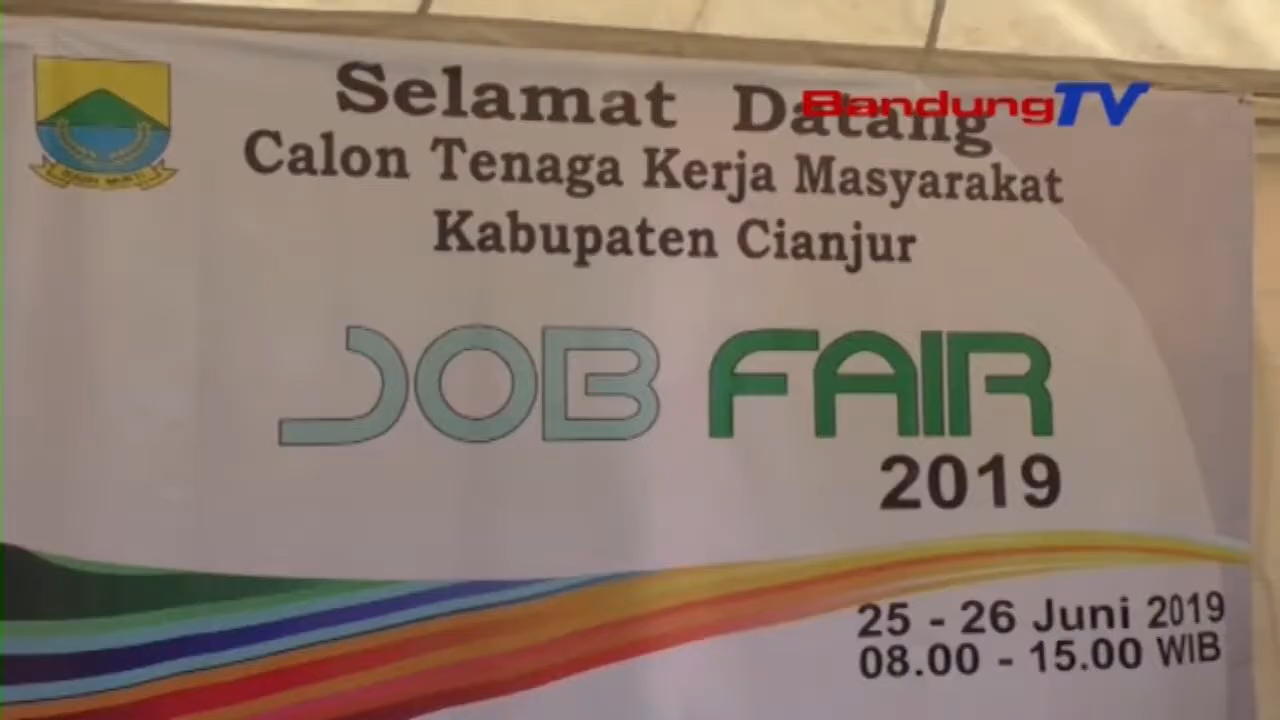 Selamat Datang
BandungTV
Calon Tenaga Kerja Masyarakat
Kabupaten Cianjur
JOB FAIR
2019
25 - 26 Juni 2019
08.00 - 15.00 WIB